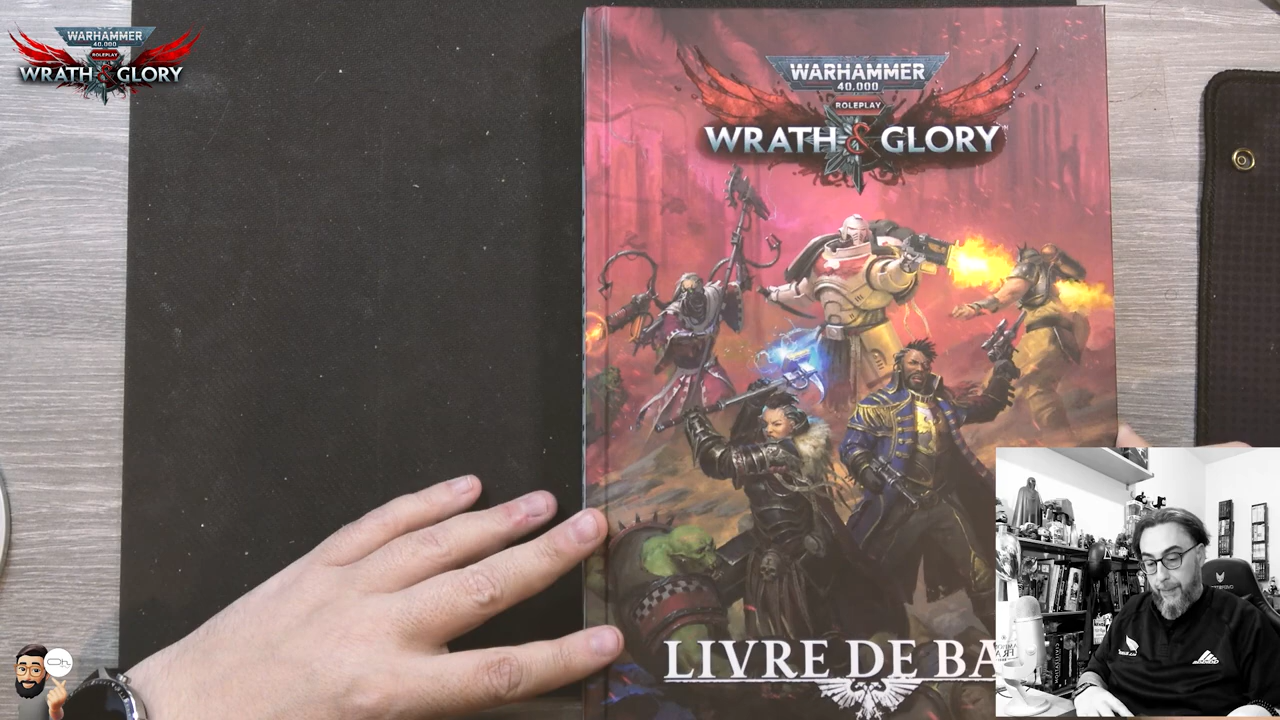 WARHAMMER
40,000
ROLEPLAY
WRATH & GLORY
WARHAMMER
40,000
ROLEPLAY
WRATH & GLORY
LIVRE DE BA